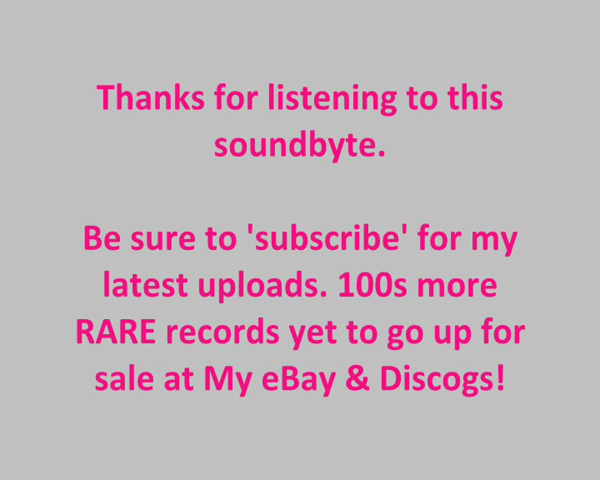 Thanks for listening to this
soundbyte.
Be sure to 'subscribe' for my
latest uploads. 100s more
RARE records yet to go up for
sale at My eBay & Discogs!